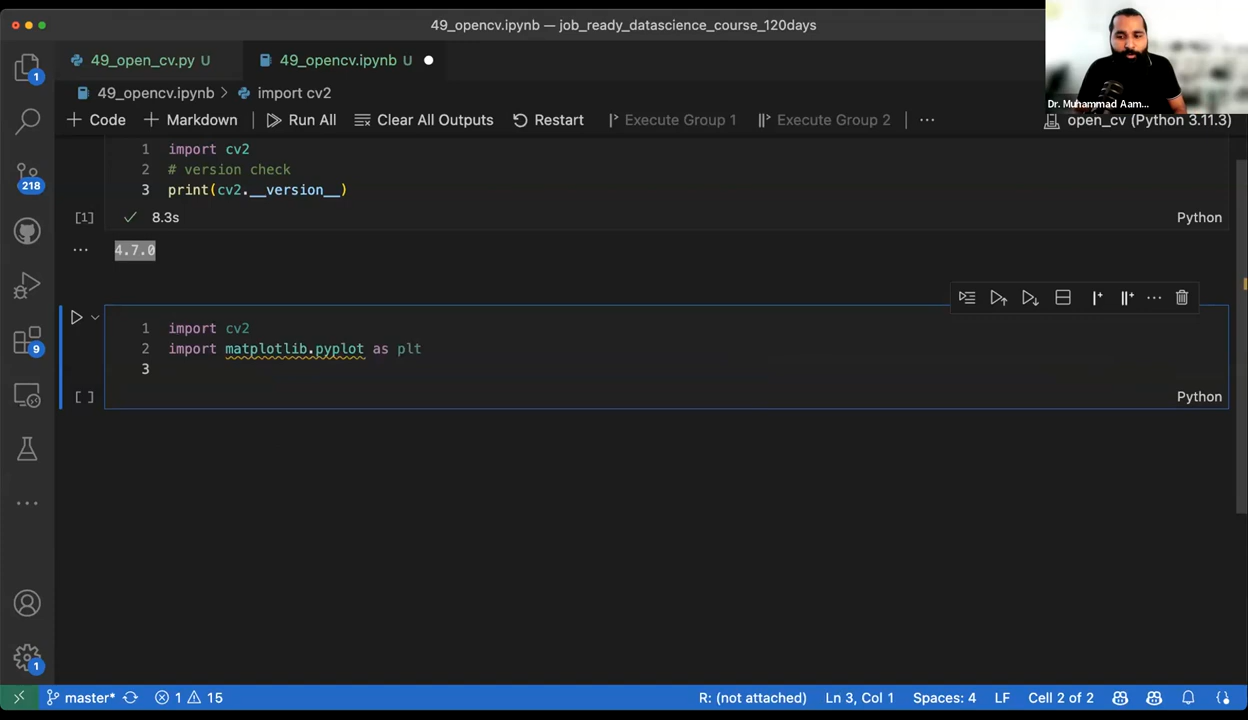 49_opencv.ipynb — job_ready_datascience_course_120days
49_open_cv.py U
49_opencv.ipynb U
49_opencv.ipynb > import cv2
Dr. Muhammad Aam...
+ Code + Markdown Run All Clear All Outputs Restart Execute Group 1 Execute Group 2 ... open_cv (Python 3.11.3)
1 import cv2
2 # version check
3 print(cv2.__version__)
[1] 8.3s Python
... 4.7.0
1 import cv2
2 import matplotlib.pyplot as plt
3
[ ] Python
1
218
9
1
master* 1 15 R: (not attached) Ln 3, Col 1 Spaces: 4 LF Cell 2 of 2